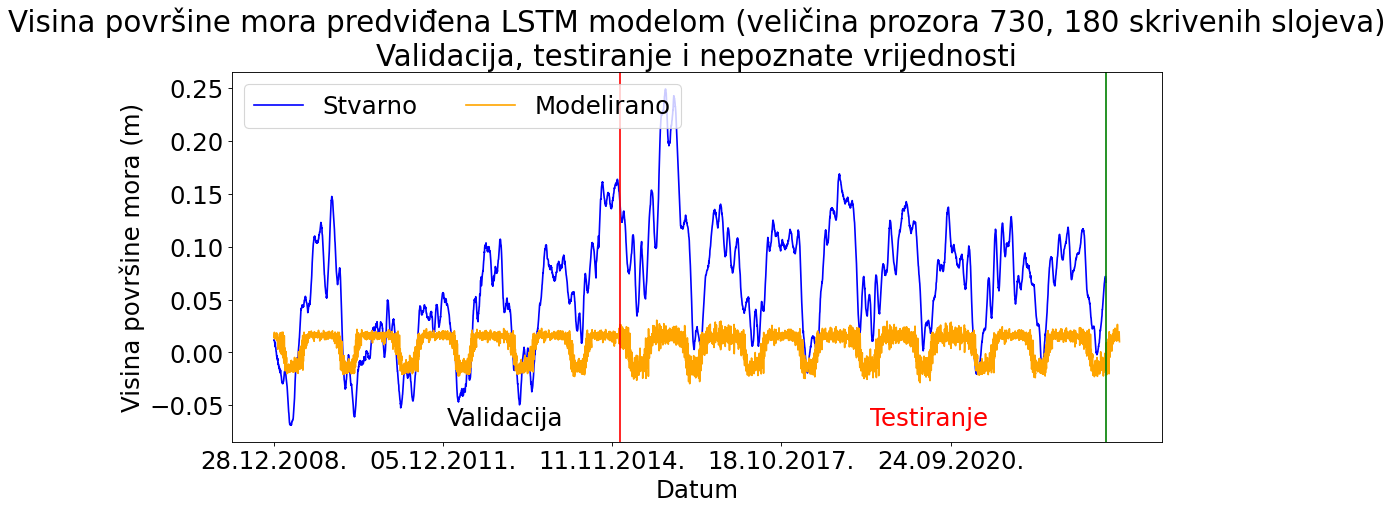 Visina površine mora predviđena LSTM modelom (veličina prozora 730, 180 skrivenih slojeva)
Validacija, testiranje i nepoznate vrijednosti
Stvarno
Modelirano
Visina površine mora (m)
0.25
0.20
0.15
0.10
0.05
0.00
−0.05
Validacija
Testiranje
28.12.2008.
05.12.2011.
11.11.2014.
18.10.2017.
24.09.2020.
Datum